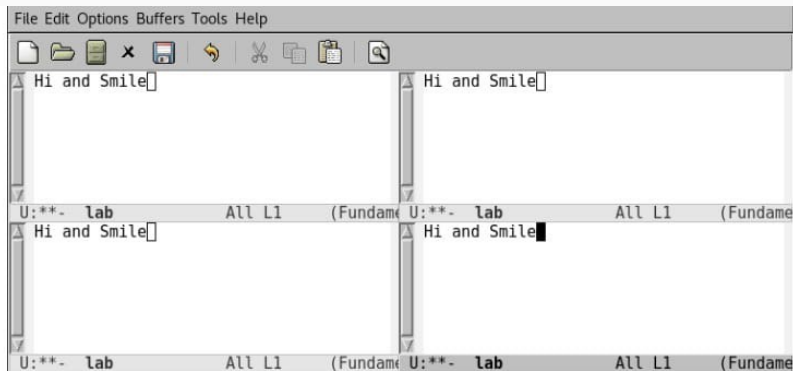 File Edit Options Buffers Tools Help
Hi and Smile
Hi and Smile
U:**- lab All L1 (Fundame
U:**- lab All L1 (Fundame
Hi and Smile
Hi and Smile
U:**- lab All L1 (Fundame
U:**- lab All L1 (Fundame